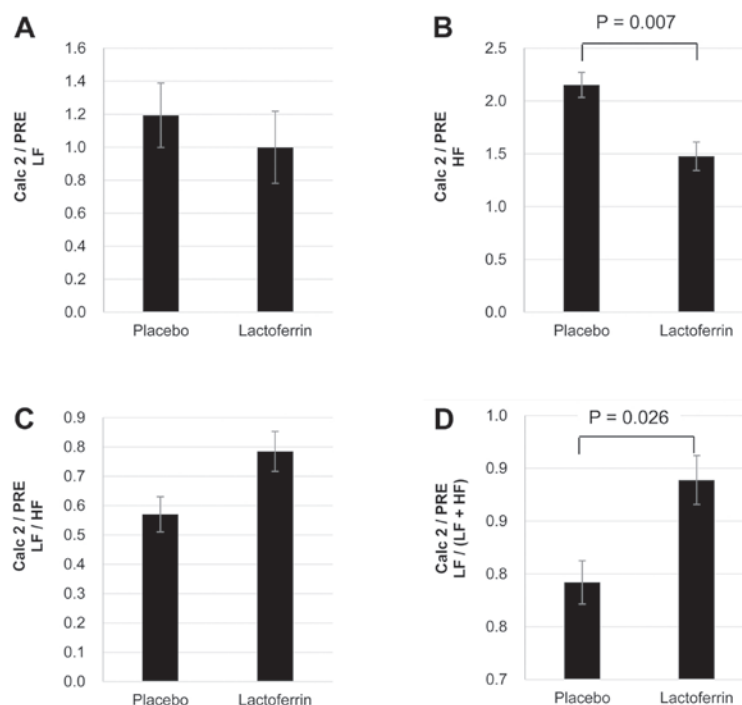 A
Calc 2 / PRE
LF
1.6
1.4
1.2
1.0
0.8
0.6
0.4
0.2
0.0
Placebo
Lactoferrin
B
P = 0.007
Calc 2 / PRE
HF
2.5
2.0
1.5
1.0
0.5
0.0
Placebo
Lactoferrin
C
Calc 2 / PRE
LF / HF
0.9
0.8
0.7
0.6
0.5
0.4
0.3
0.2
0.1
0.0
Placebo
Lactoferrin
D
P = 0.026
Calc 2 / PRE
LF / (LF + HF)
1.0
0.9
0.9
0.8
0.8
0.7
Placebo
Lactoferrin